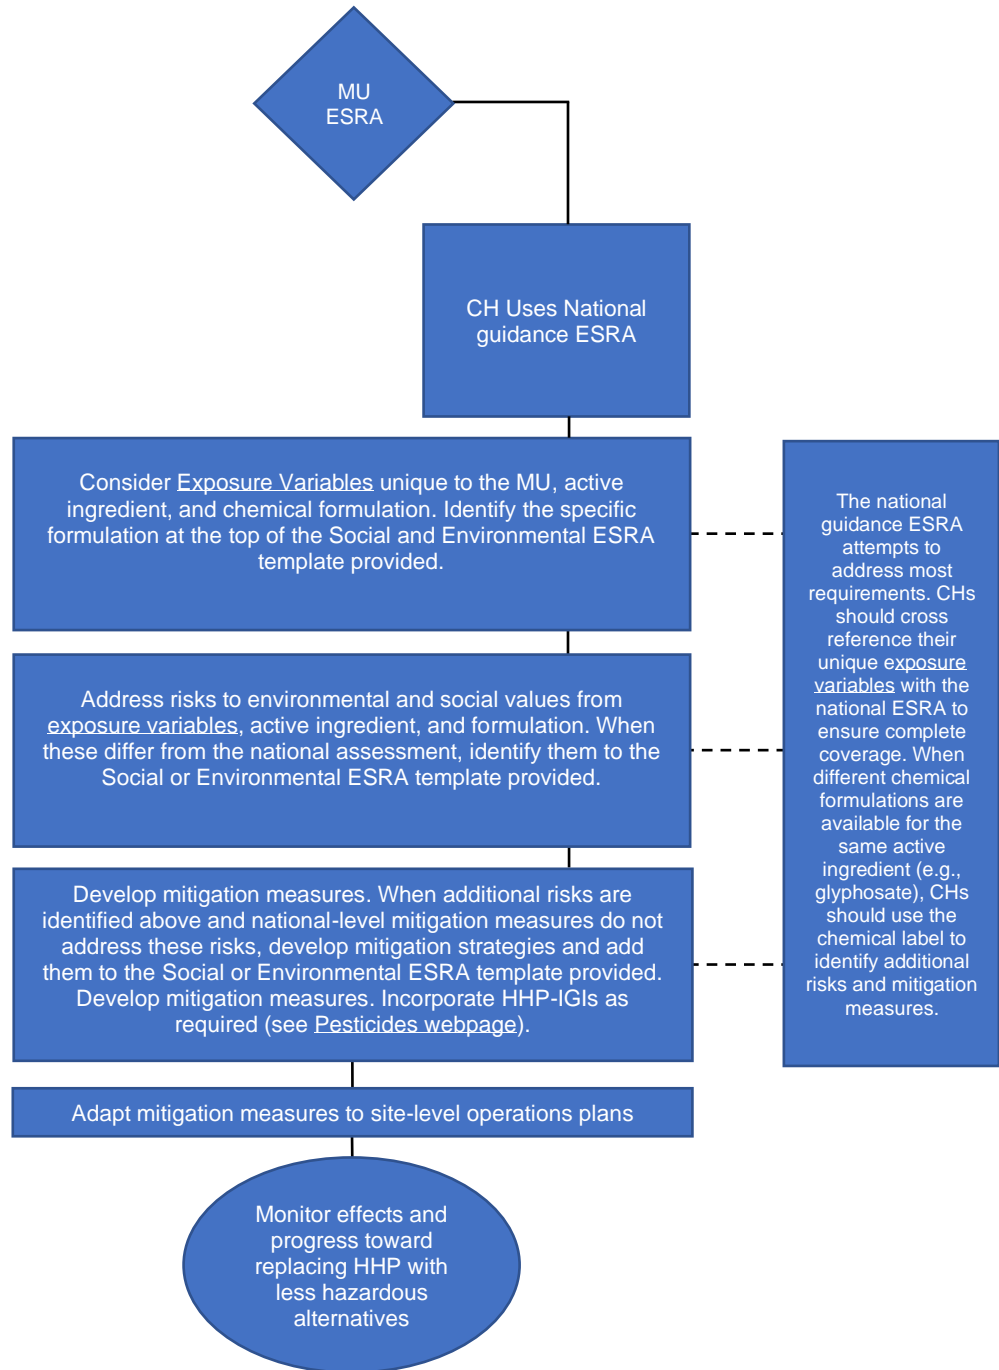 MU
ESRA
CH Uses National
guidance ESRA
Consider Exposure Variables unique to the MU, active
ingredient, and chemical formulation. Identify the specific
formulation at the top of the Social and Environmental ESRA
template provided.
Address risks to environmental and social values from
exposure variables, active ingredient, and formulation. When
these differ from the national assessment, identify them to the
Social or Environmental ESRA template provided.
Develop mitigation measures. When additional risks are
identified above and national-level mitigation measures do not
address these risks, develop mitigation strategies and add
them to the Social or Environmental ESRA template provided.
Develop mitigation measures. Incorporate HHP-IGIs as
required (see Pesticides webpage).
The national
guidance ESRA
attempts to
address most
requirements. CHs
should cross
reference their
unique exposure
variables with the
national ESRA to
ensure complete
coverage. When
different chemical
formulations are
available for the
same active
ingredient (e.g.,
glyphosate), CHs
should use the
chemical label to
identify additional
risks and mitigation
measures.
Adapt mitigation measures to site-level operations plans
Monitor effects and
progress toward
replacing HHP with
less hazardous
alternatives